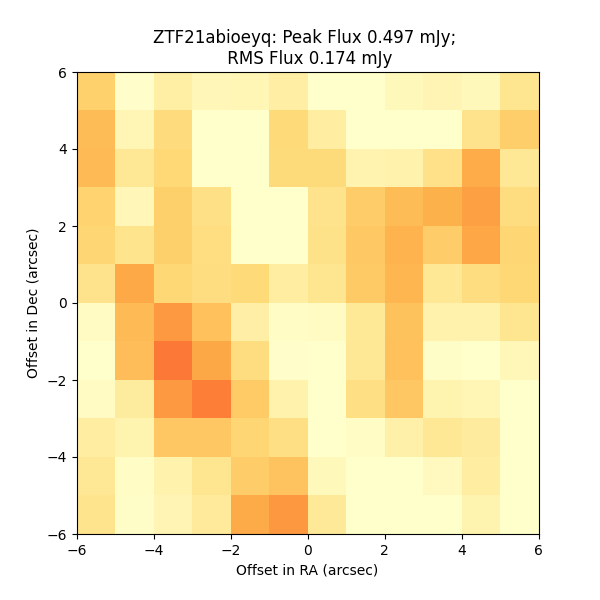 ZTF21abioeyq: Peak Flux 0.497 mJy;
RMS Flux 0.174 mJy
6
4
2
0
−2
−4
−6
Offset in Dec (arcsec)
−6 −4 −2 0 2 4 6
Offset in RA (arcsec)